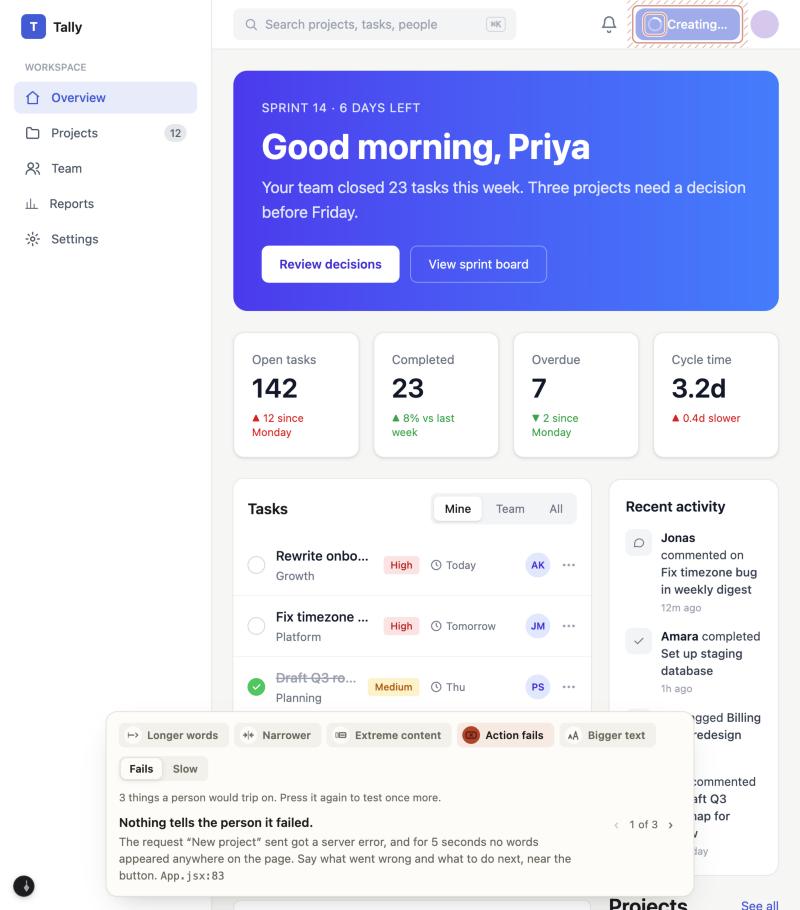 T Tally
Search projects, tasks, people ⌘K
Creating...
WORKSPACE
Overview
Projects 12
Team
Reports
Settings
SPRINT 14 · 6 DAYS LEFT
Good morning, Priya
Your team closed 23 tasks this week. Three projects need a decision
before Friday.
Review decisions
View sprint board
Open tasks
142
▲ 12 since
Monday
Completed
23
▲ 8% vs last
week
Overdue
7
▼ 2 since
Monday
Cycle time
3.2d
▲ 0.4d slower
Tasks
Mine Team All
Rewrite onbo...
Growth
High
Today
AK
Fix timezone ...
Platform
High
Tomorrow
JM
Draft Q3 ro...
Planning
Medium
Thu
PS
Recent activity
Jonas
commented on
Fix timezone bug
in weekly digest
12m ago
Amara completed
Set up staging
database
1h ago
Billing
redesign
Q3
for
Longer words
Narrower
Extreme content
Action fails
Bigger text
Fails Slow
3 things a person would trip on. Press it again to test once more.
Nothing tells the person it failed.
‹ 1 of 3 ›
The request “New project” sent got a server error, and for 5 seconds no words
appeared anywhere on the page. Say what went wrong and what to do next, near the
button. App.jsx:83
Projects
See all